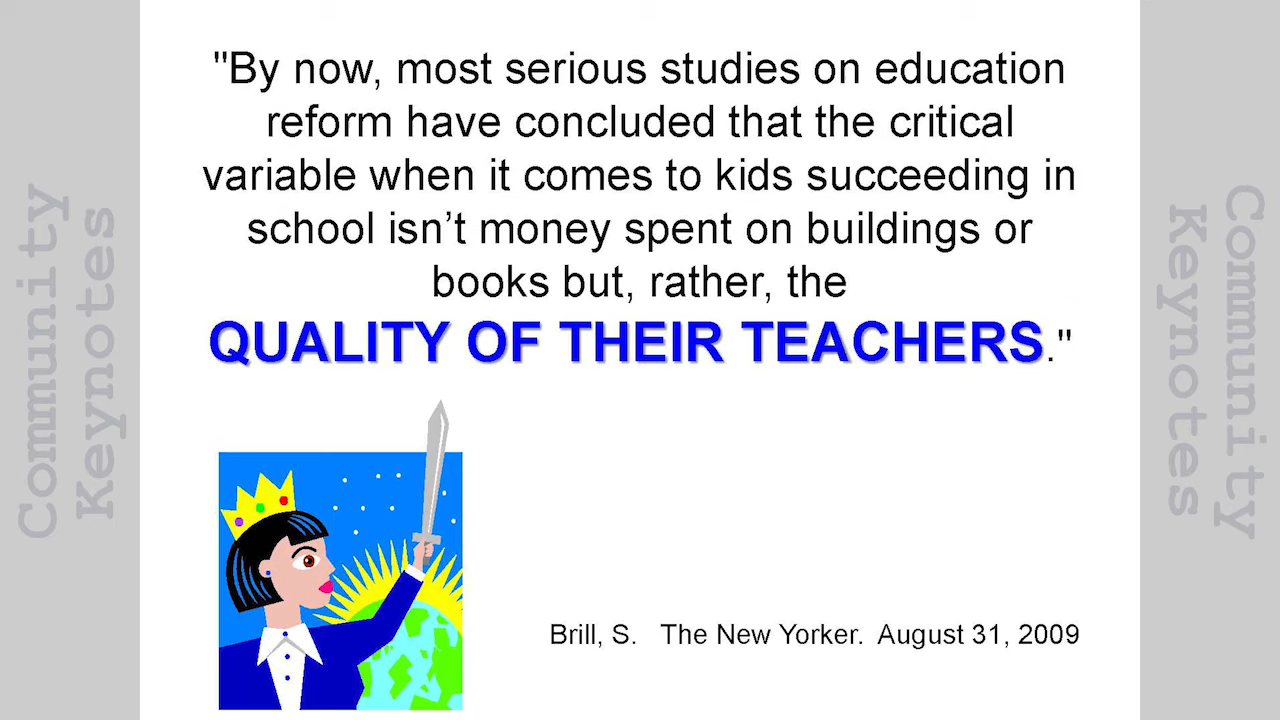 "By now, most serious studies on education
reform have concluded that the critical
variable when it comes to kids succeeding in
school isn’t money spent on buildings or
books but, rather, the
QUALITY OF THEIR TEACHERS."
Brill, S. The New Yorker. August 31, 2009
Community
Keynotes
Community
Keynotes